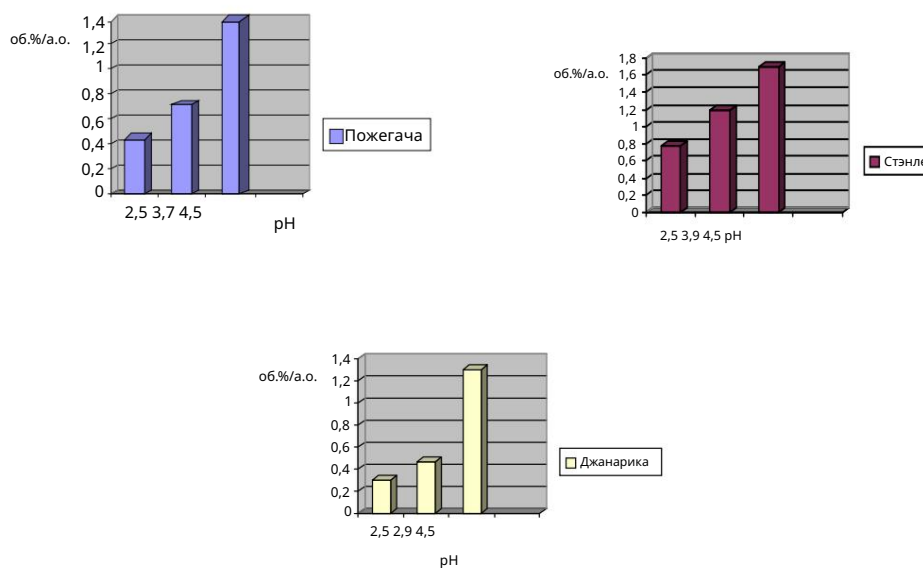 об.%/а.о.
1,4
1,2
1
0,8
0,6
0,4
0,2
0
2,5 3,7 4,5
pH
Пожегача
об.%/а.о.
1,8
1,6
1,4
1,2
1
0,8
0,6
0,4
0,2
0
2,5 3,9 4,5 pH
Стэнле
об.%/а.о.
1,4
1,2
1
0,8
0,6
0,4
0,2
0
2,5 2,9 4,5
pH
Джанарика